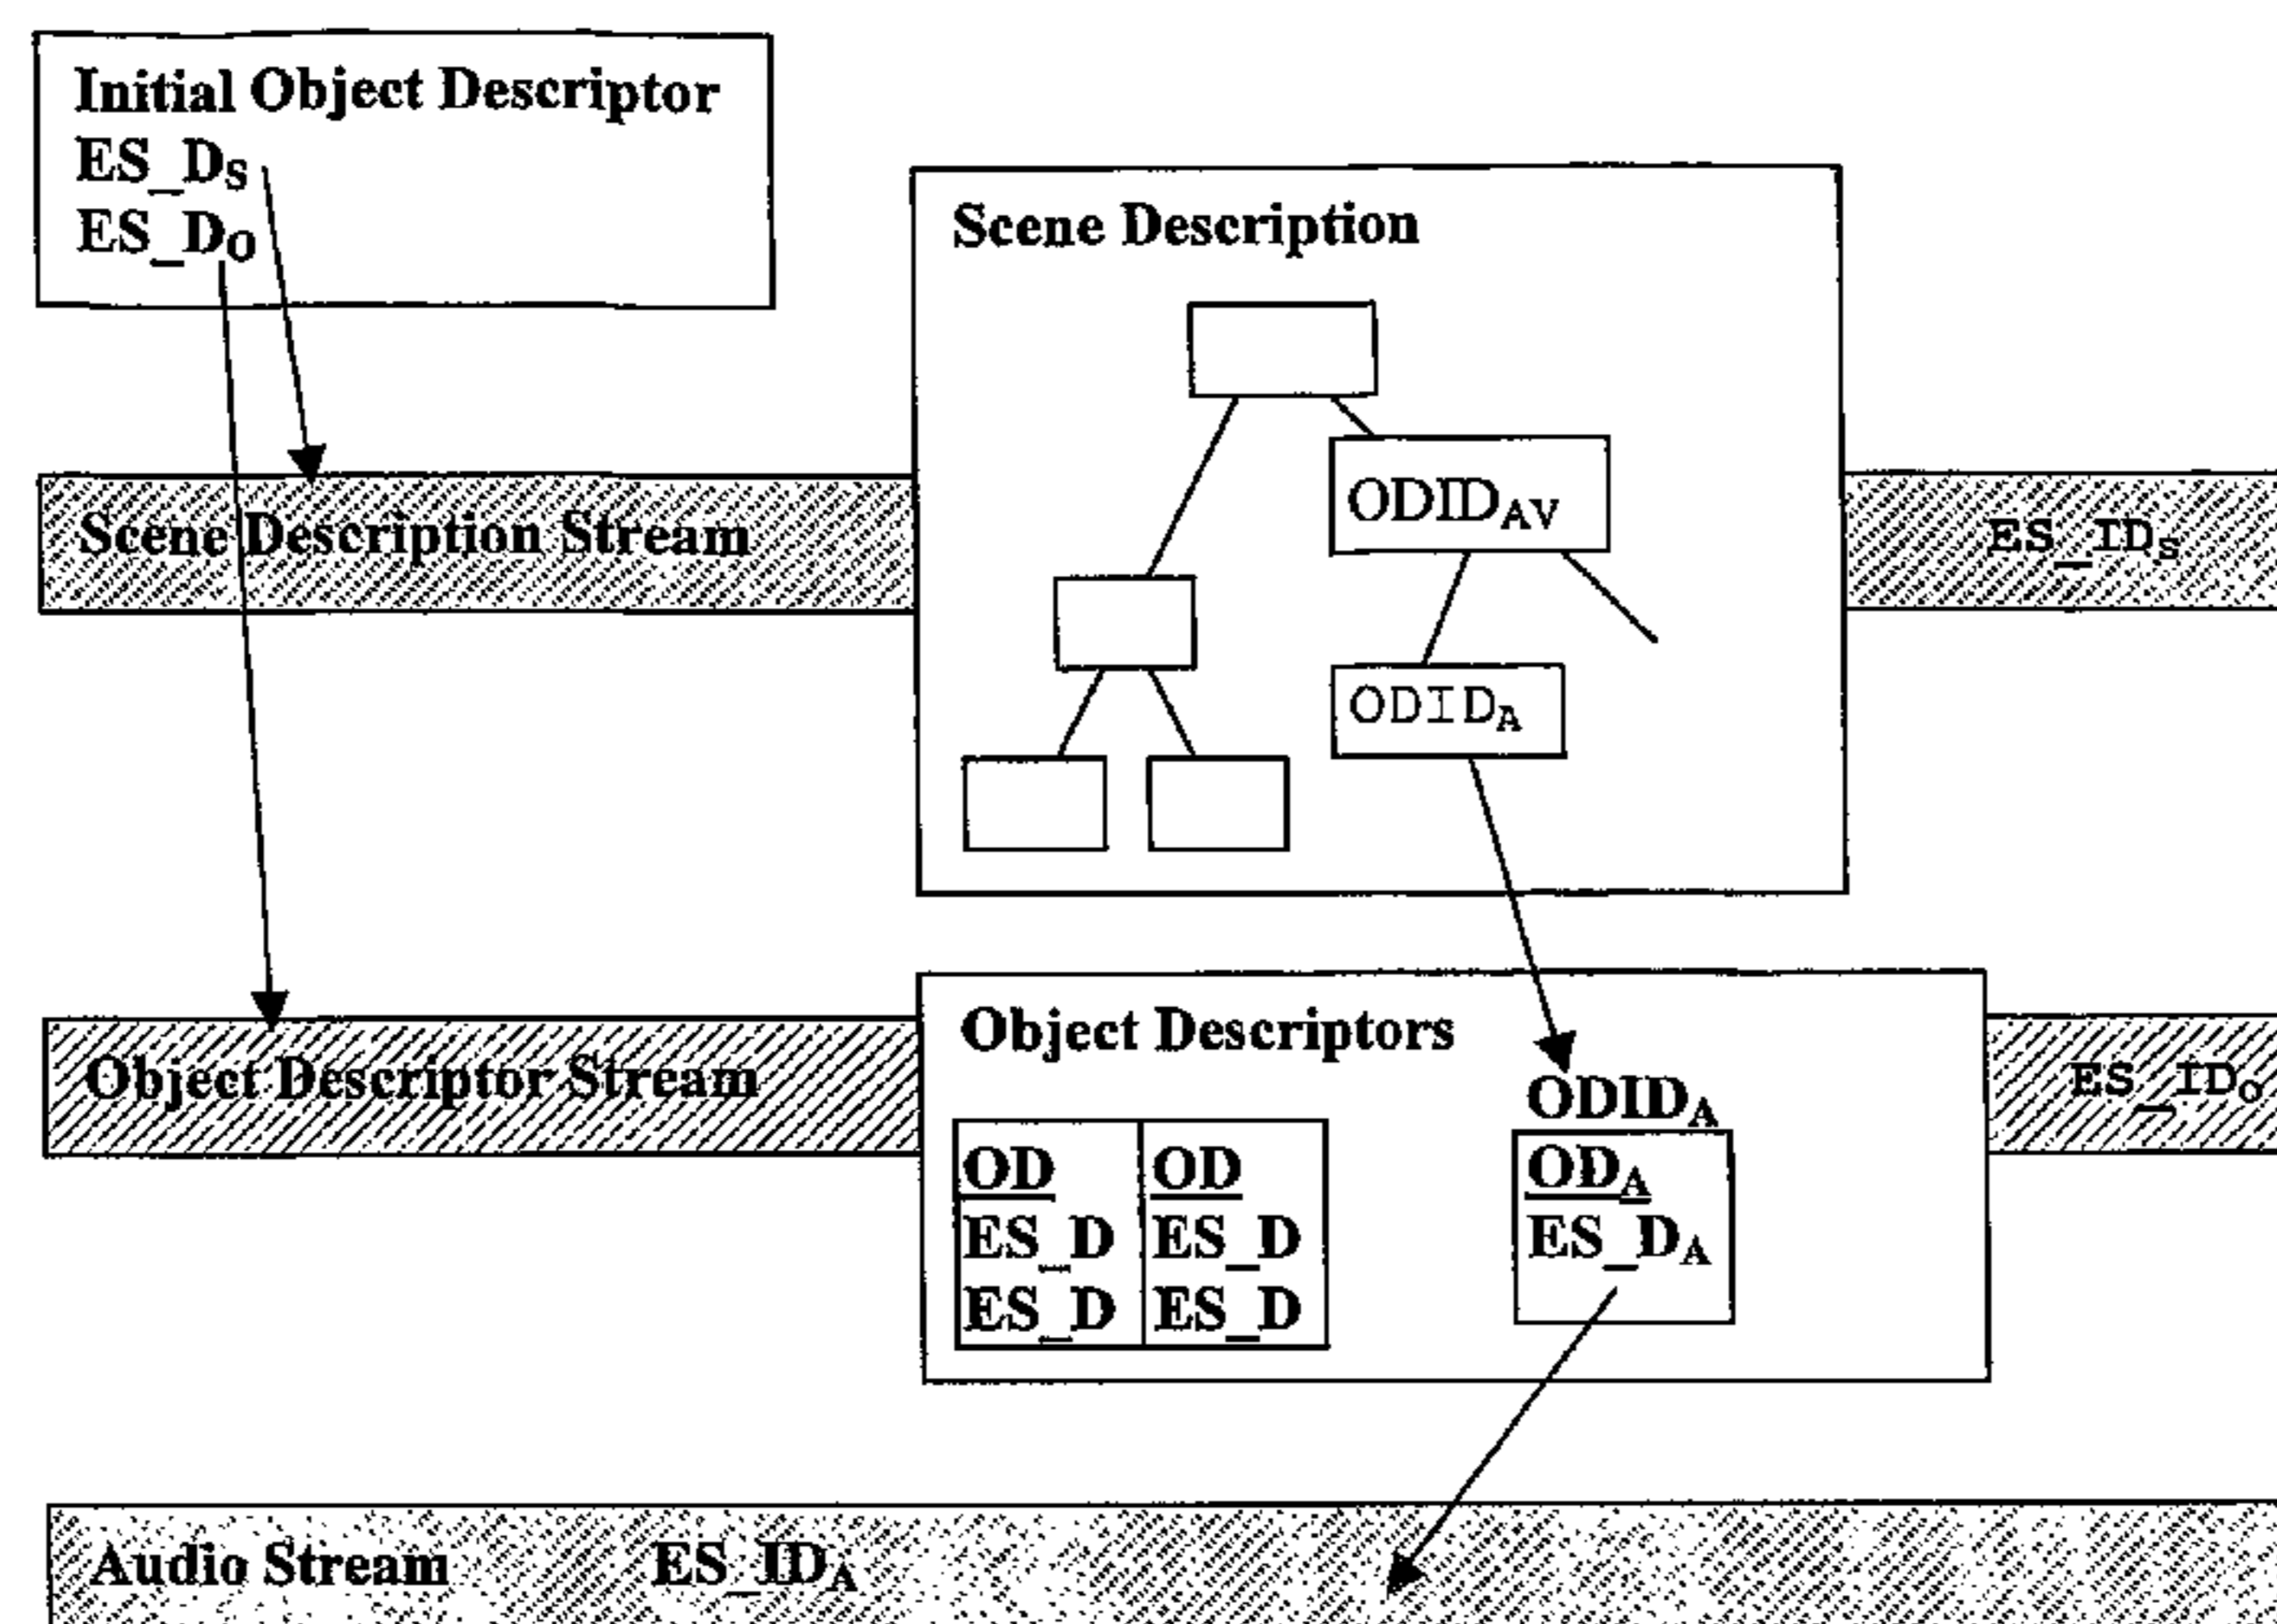 Initial Object Descriptor
ES_DS
ES_DO
Scene Description
ODIDAV
Scene Description Stream
ES_IDS
ODIDA
Object Descriptors
Object Descriptor Stream
ES_IDO
ODIDA
OD OD ODA
ES_D ES_D ES_DA
ES_D ES_D
Audio Stream ES_IDA